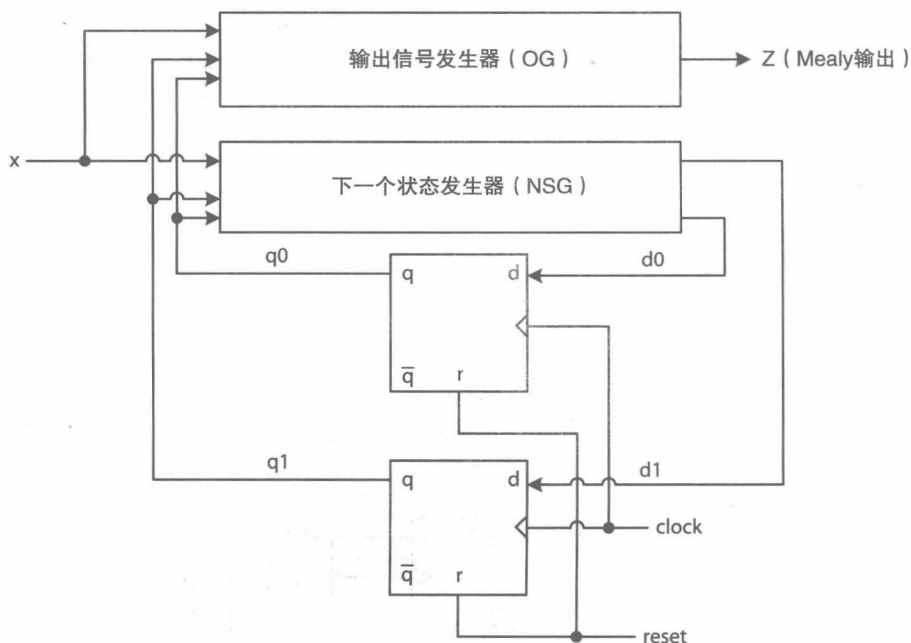 输出信号发生器（OG）
Z（Mealy输出）
x
下一个状态发生器（NSG）
q0
q
d
d0
q̅
r
q1
q
d
d1
clock
q̅
r
reset